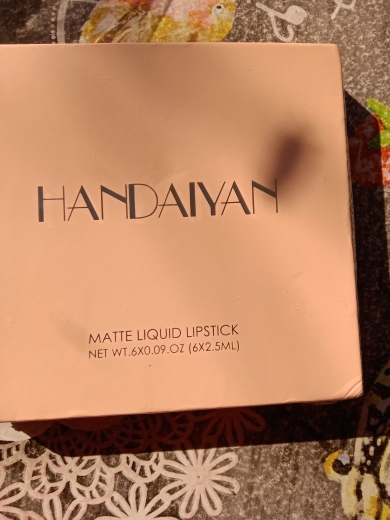 HANDAIYAN
MATTE LIQUID LIPSTICK
NET WT.6X0.09.OZ (6X2.5ML)